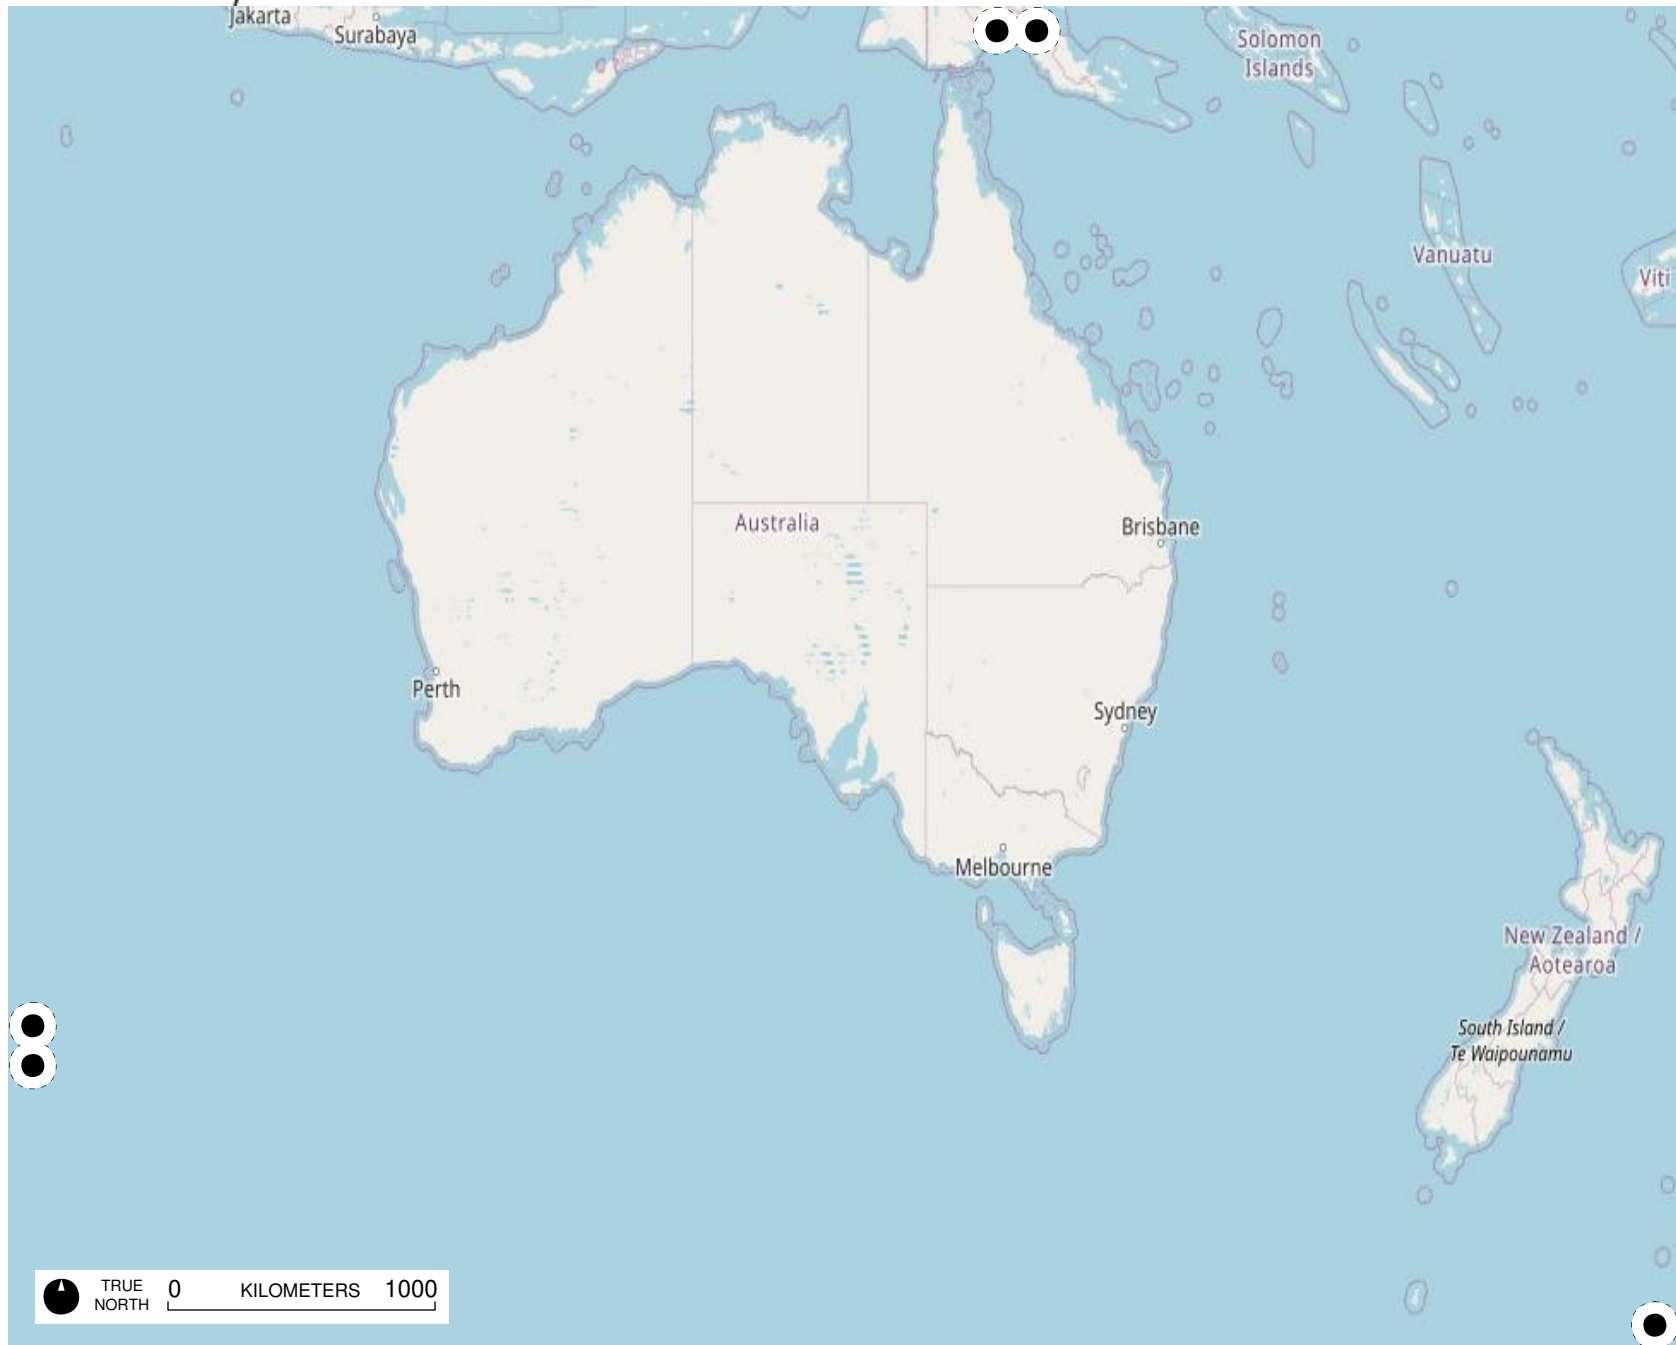 Jakarta
Surabaya
Solomon
Islands
Vanuatu
Viti
Australia
Brisbane
Perth
Sydney
Melbourne
New Zealand /
Aotearoa
South Island /
Te Waipounamu
TRUE
NORTH
0 KILOMETERS 1000